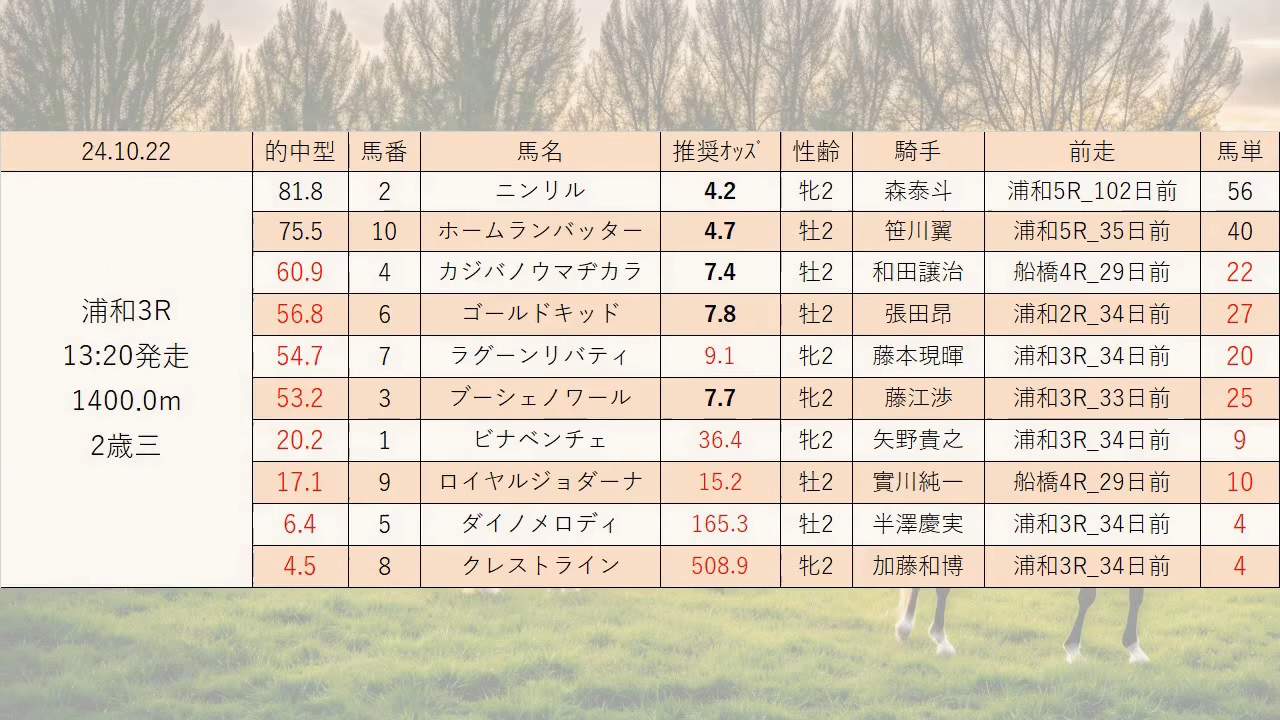 24.10.22 的中型 馬番 馬名 推奨ｵｯｽﾞ 性齢 騎手 前走 馬単
浦和3R
13:20発走
1400.0m
2歳三
81.8 2 ニンリル 4.2 牝2 森泰斗 浦和5R_102日前 56
75.5 10 ホームランバッター 4.7 牡2 笹川翼 浦和5R_35日前 40
60.9 4 カジバノウマヂカラ 7.4 牡2 和田譲治 船橋4R_29日前 22
56.8 6 ゴールドキッド 7.8 牡2 張田昂 浦和2R_34日前 27
54.7 7 ラグーンリバティ 9.1 牝2 藤本現暉 浦和3R_34日前 20
53.2 3 ブーシェノワール 7.7 牝2 藤江渉 浦和3R_33日前 25
20.2 1 ビナベンチェ 36.4 牝2 矢野貴之 浦和3R_34日前 9
17.1 9 ロイヤルジョダーナ 15.2 牡2 實川純一 船橋4R_29日前 10
6.4 5 ダイノメロディ 165.3 牡2 半澤慶実 浦和3R_34日前 4
4.5 8 クレストライン 508.9 牝2 加藤和博 浦和3R_34日前 4